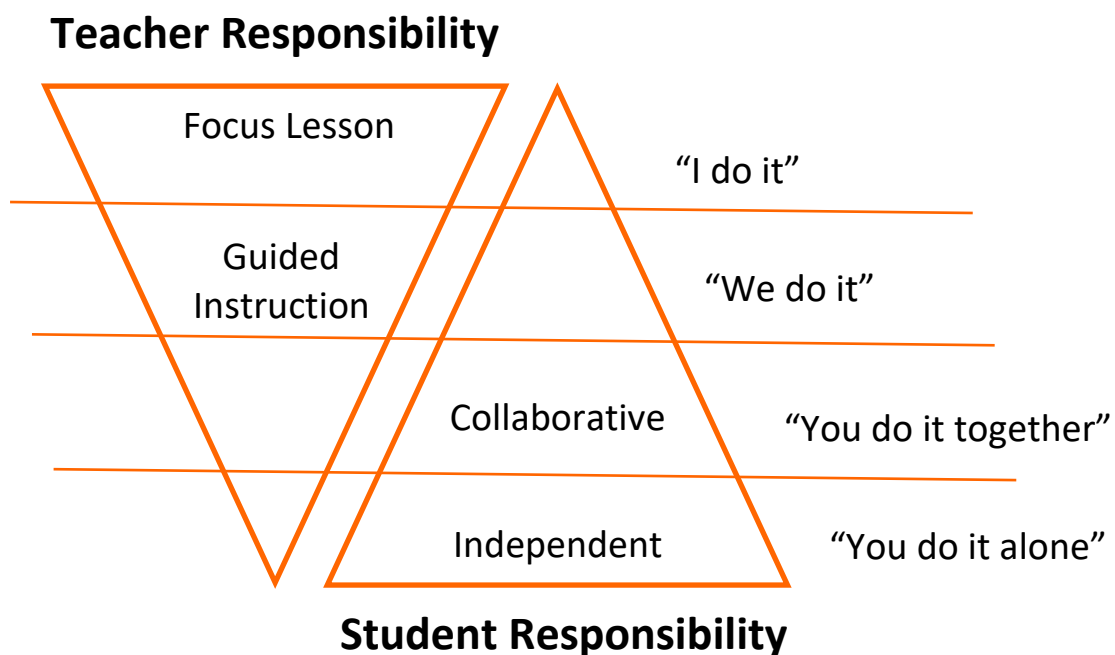 Teacher Responsibility
Focus Lesson
“I do it”
Guided
Instruction
“We do it”
Collaborative
“You do it together”
Independent
“You do it alone”
Student Responsibility